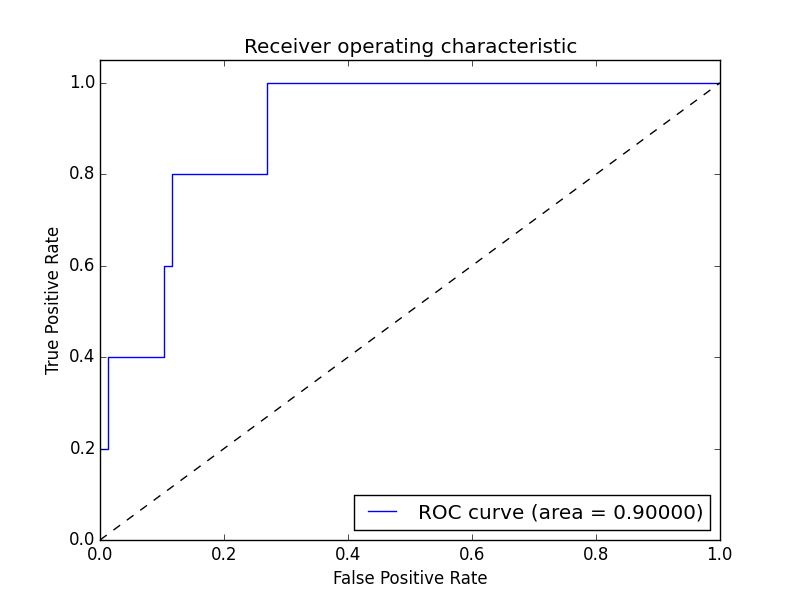 Receiver operating characteristic
1.0
0.8
0.6
0.4
0.2
0.0
True Positive Rate
ROC curve (area = 0.90000)
0.0 0.2 0.4 0.6 0.8 1.0
False Positive Rate